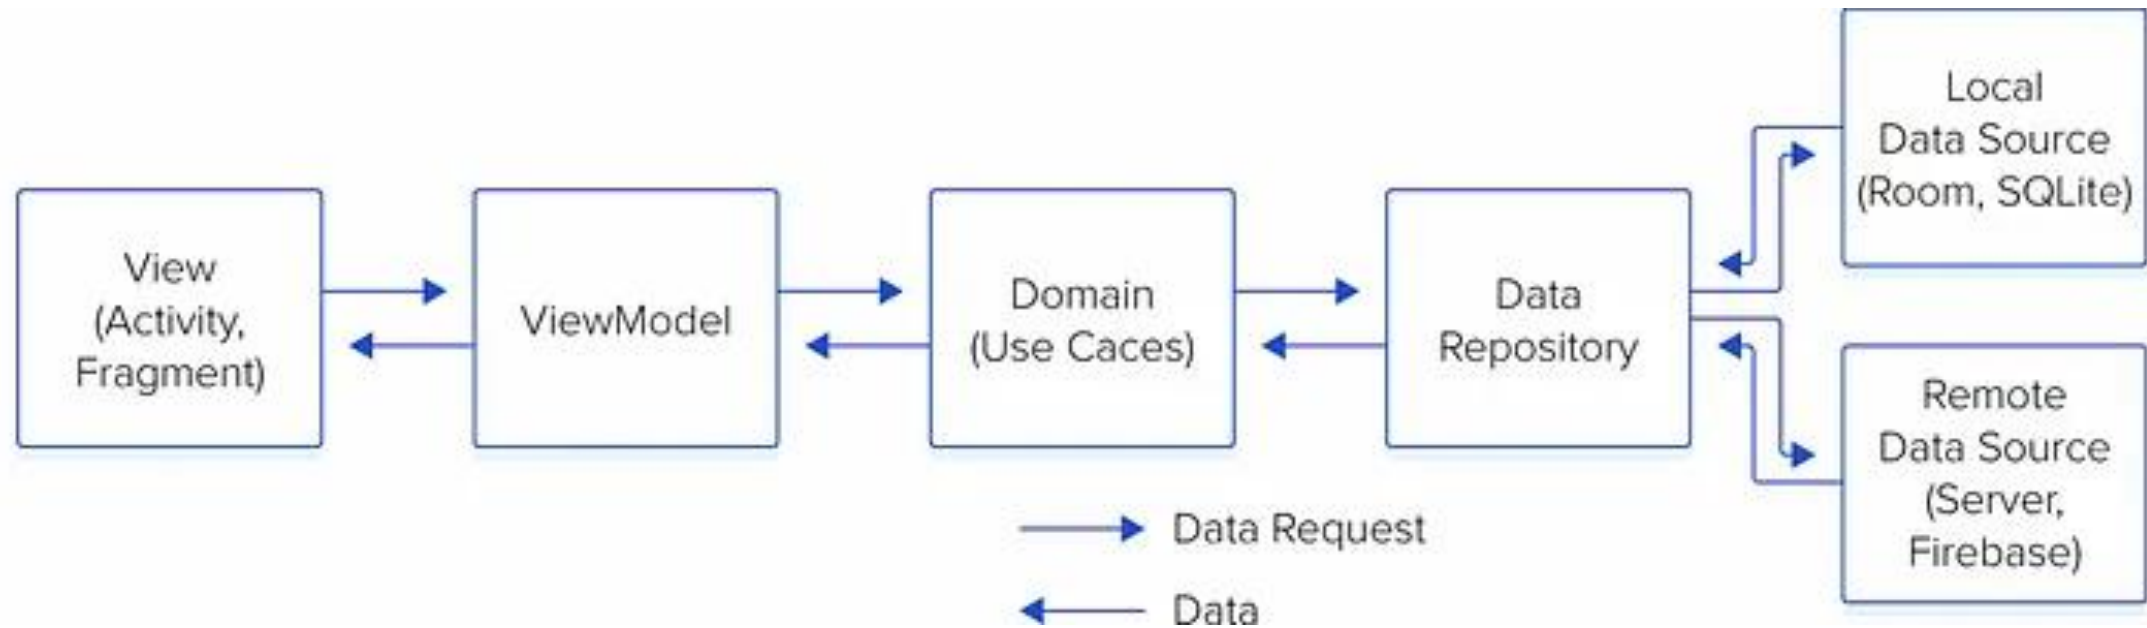 View
(Activity,
Fragment)
ViewModel
Domain
(Use Caces)
Data
Repository
Local
Data Source
(Room, SQLite)
Remote
Data Source
(Server,
Firebase)
Data Request
Data